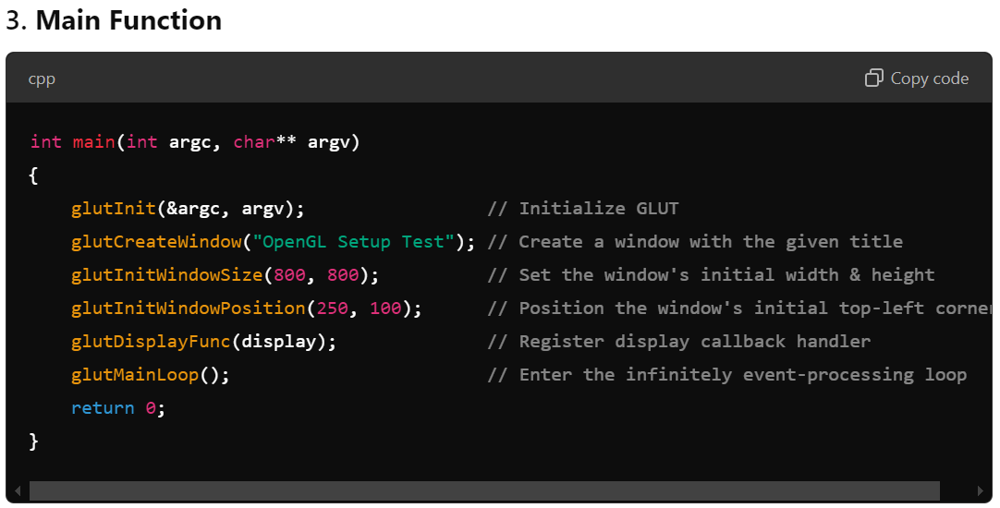 3. Main Function
cpp
Copy code
int main(int argc, char** argv)
{
    glutInit(&argc, argv);                 // Initialize GLUT
    glutCreateWindow("OpenGL Setup Test"); // Create a window with the given title
    glutInitWindowSize(800, 800);          // Set the window's initial width & height
    glutInitWindowPosition(250, 100);      // Position the window's initial top-left corner
    glutDisplayFunc(display);              // Register display callback handler
    glutMainLoop();                        // Enter the infinitely event-processing loop
    return 0;
}